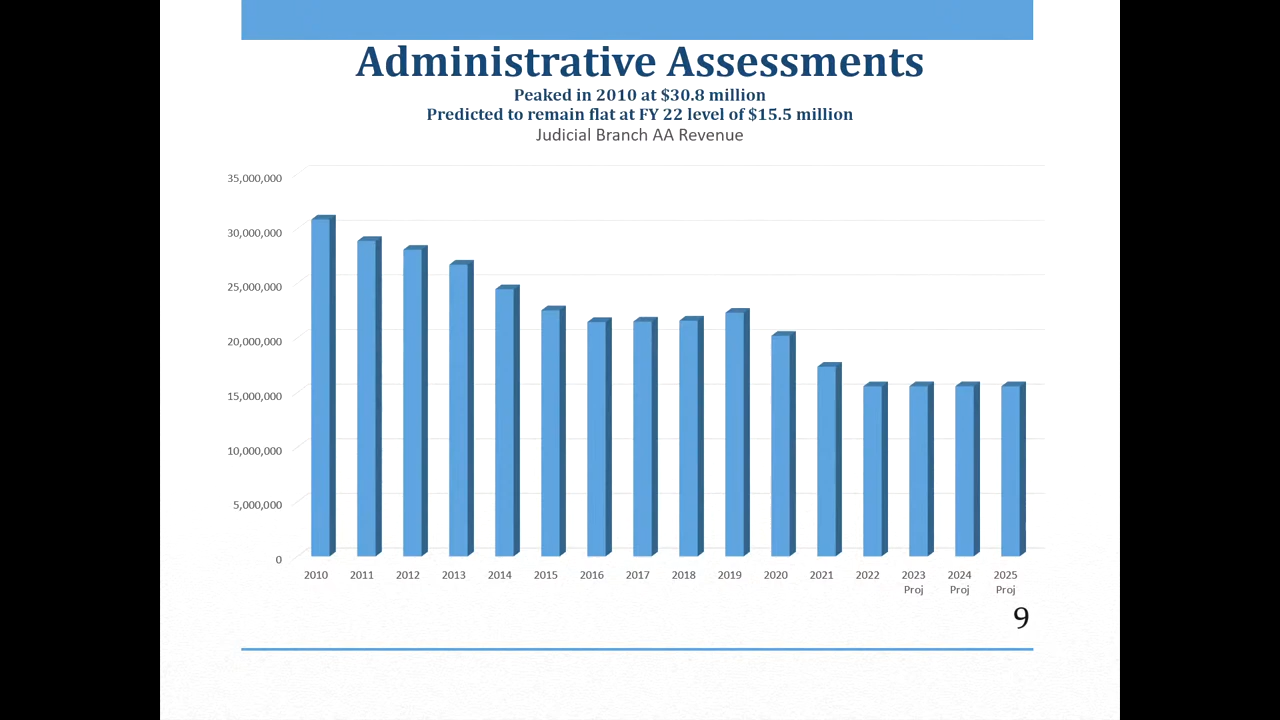 Administrative Assessments
Peaked in 2010 at $30.8 million
Predicted to remain flat at FY 22 level of $15.5 million
Judicial Branch AA Revenue
35,000,000
30,000,000
25,000,000
20,000,000
15,000,000
10,000,000
5,000,000
0
2010 2011 2012 2013 2014 2015 2016 2017 2018 2019 2020 2021 2022 2023 2024 2025
Proj Proj Proj
9